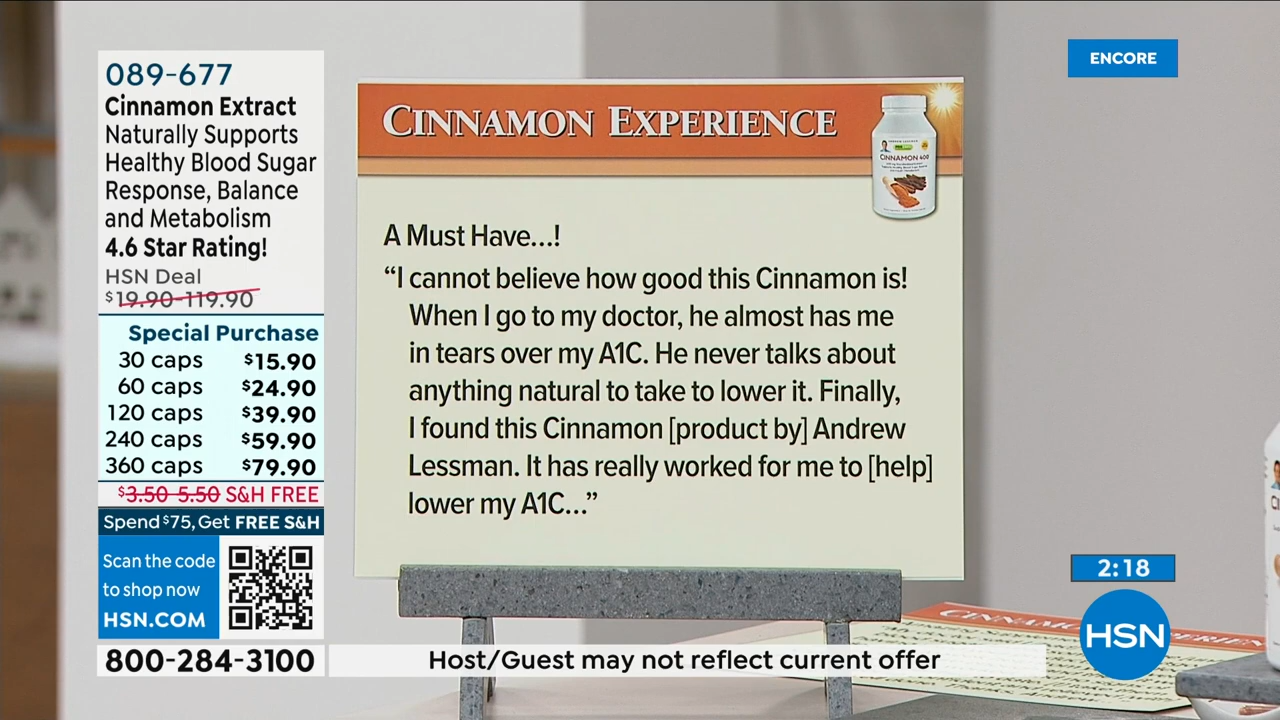 089-677
Cinnamon Extract
Naturally Supports
Healthy Blood Sugar
Response, Balance
and Metabolism
4.6 Star Rating!
HSN Deal
$19.90-119.90
Special Purchase
30 caps $15.90
60 caps $24.90
120 caps $39.90
240 caps $59.90
360 caps $79.90
$3.50-5.50 S&H FREE
Spend $75, Get FREE S&H
Scan the code
to shop now
HSN.COM
800-284-3100
Host/Guest may not reflect current offer
ENCORE
CINNAMON EXPERIENCE
CINNAMON 400
A Must Have...!
“I cannot believe how good this Cinnamon is!
When I go to my doctor, he almost has me
in tears over my A1C. He never talks about
anything natural to take to lower it. Finally,
I found this Cinnamon [product by] Andrew
Lessman. It has really worked for me to [help]
lower my A1C...”
2:18
HSN